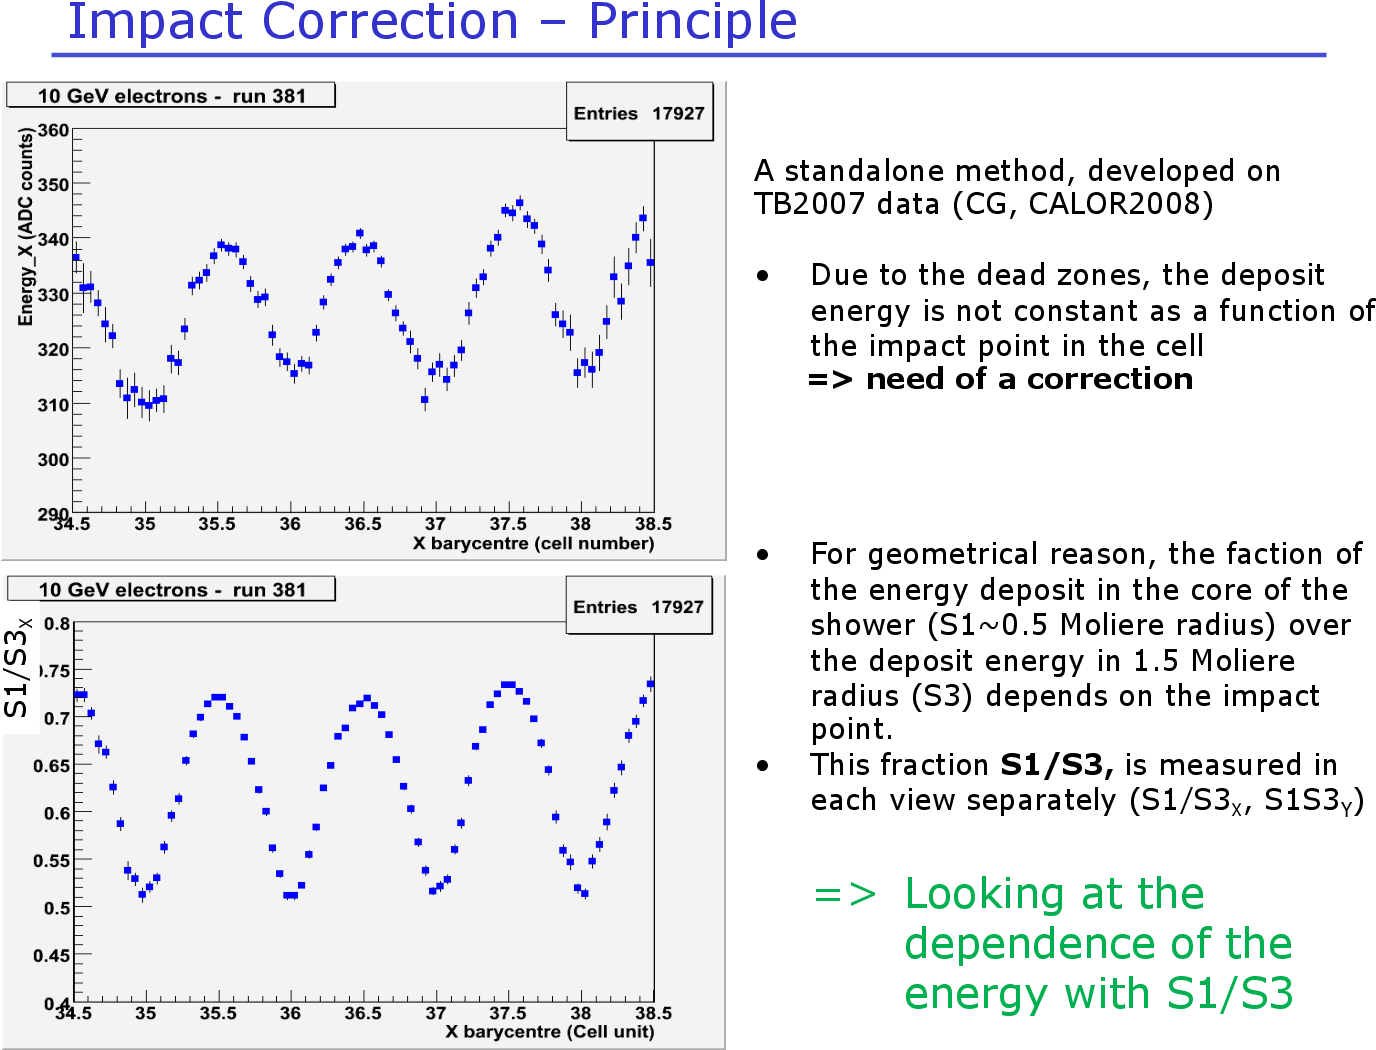 Impact Correction – Principle
10 GeV electrons - run 381
Entries 17927
Energy_X (ADC counts)
360
350
340
330
320
310
300
290
34.5 35 35.5 36 36.5 37 37.5 38 38.5
X barycentre (cell number)
10 GeV electrons - run 381
Entries 17927
S1/S3X
0.8
.75
0.7
0.65
0.6
0.55
0.5
0.45
0.4
34.5 35 35.5 36 36.5 37 37.5 38 38.5
X barycentre (Cell unit)
A standalone method, developed on
TB2007 data (CG, CALOR2008)
• Due to the dead zones, the deposit
energy is not constant as a function of
the impact point in the cell
=> need of a correction
• For geometrical reason, the faction of
the energy deposit in the core of the
shower (S1~0.5 Moliere radius) over
the deposit energy in 1.5 Moliere
radius (S3) depends on the impact
point.
• This fraction S1/S3, is measured in
each view separately (S1/S3X, S1S3Y)
=> Looking at the
dependence of the
energy with S1/S3